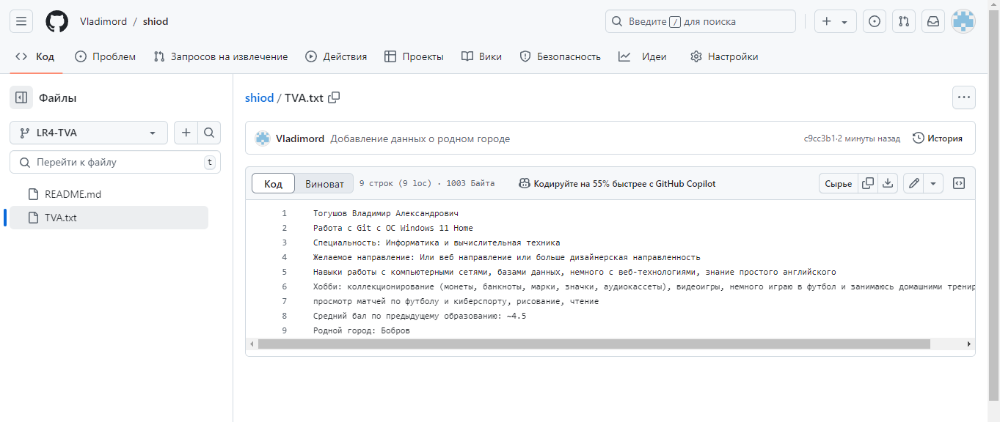 Vladimord / shiod
Введите / для поиска
Код Проблем Запросов на извлечение Действия Проекты Вики Безопасность Идеи Настройки
Файлы
LR4-TVA
Перейти к файлу t
README.md
TVA.txt
shiod / TVA.txt
Vladimord Добавление данных о родном городе c9cc3b1·2 минуты назад История
Код Виноват 9 строк (9 loc) · 1003 Байта Кодируйте на 55% быстрее с GitHub Copilot Сырье
1 Тогушов Владимир Александрович
2 Работа с Git с ОС Windows 11 Home
3 Специальность: Информатика и вычислительная техника
4 Желаемое направление: Или веб направление или больше дизайнерская направленность
5 Навыки работы с компьютерными сетями, базами данных, немного с веб-технологиями, знание простого английского
6 Хобби: коллекционирование (монеты, банкноты, марки, значки, аудиокассеты), видеоигры, немного играю в футбол и занимаюсь домашними тренир
7 просмотр матчей по футболу и киберспорту, рисование, чтение
8 Средний бал по предыдущему образованию: ~4.5
9 Родной город: Бобров